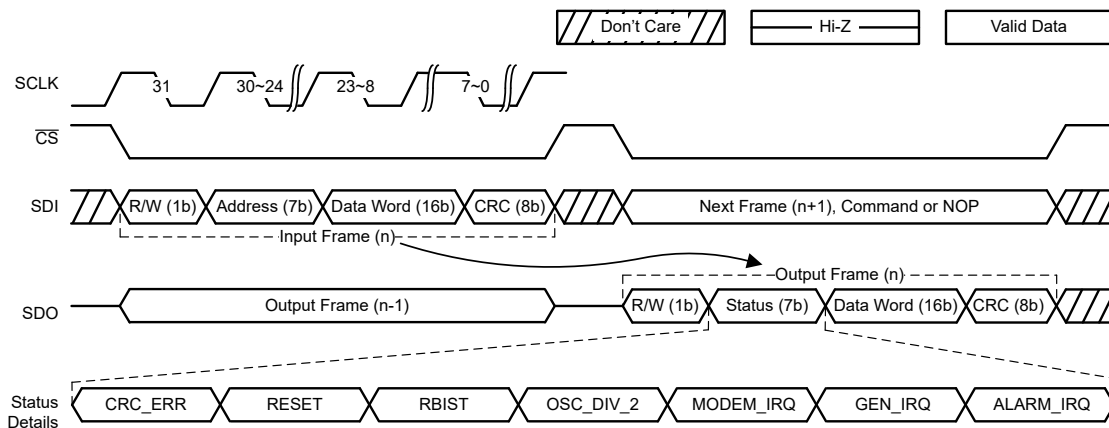 Don't Care Hi-Z Valid Data
SCLK 31 30~24 23~8 7~0
CS
SDI R/W (1b) Address (7b) Data Word (16b) CRC (8b) Next Frame (n+1), Command or NOP
Input Frame (n)
Output Frame (n)
SDO Output Frame (n-1) R/W (1b) Status (7b) Data Word (16b) CRC (8b)
Status Details CRC_ERR RESET RBIST OSC_DIV_2 MODEM_IRQ GEN_IRQ ALARM_IRQ